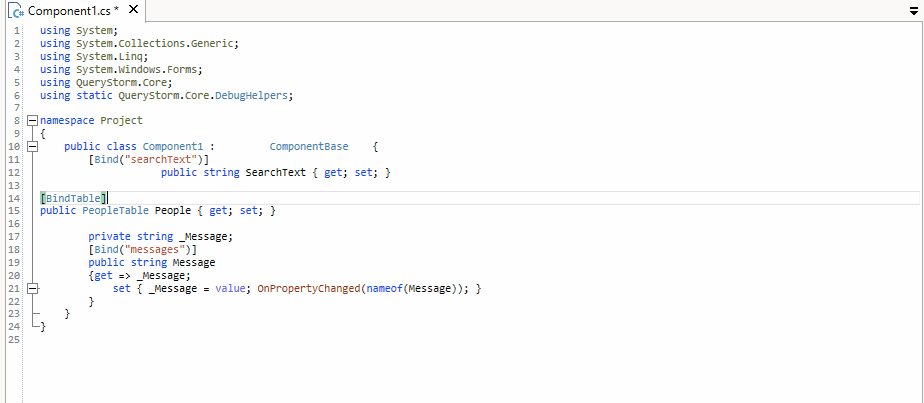 Component1.cs *
1 using System;
2 using System.Collections.Generic;
3 using System.Linq;
4 using System.Windows.Forms;
5 using QueryStorm.Core;
6 using static QueryStorm.Core.DebugHelpers;
7
8 namespace Project
9 {
10     public class Component1 :         ComponentBase    {
11         [Bind("searchText")]
12                     public string SearchText { get; set; }
13
14 [BindTable]
15 public PeopleTable People { get; set; }
16
17         private string _Message;
18         [Bind("messages")]
19         public string Message
20         {get => _Message;
21             set { _Message = value; OnPropertyChanged(nameof(Message)); }
22         }
23     }
24 }
25